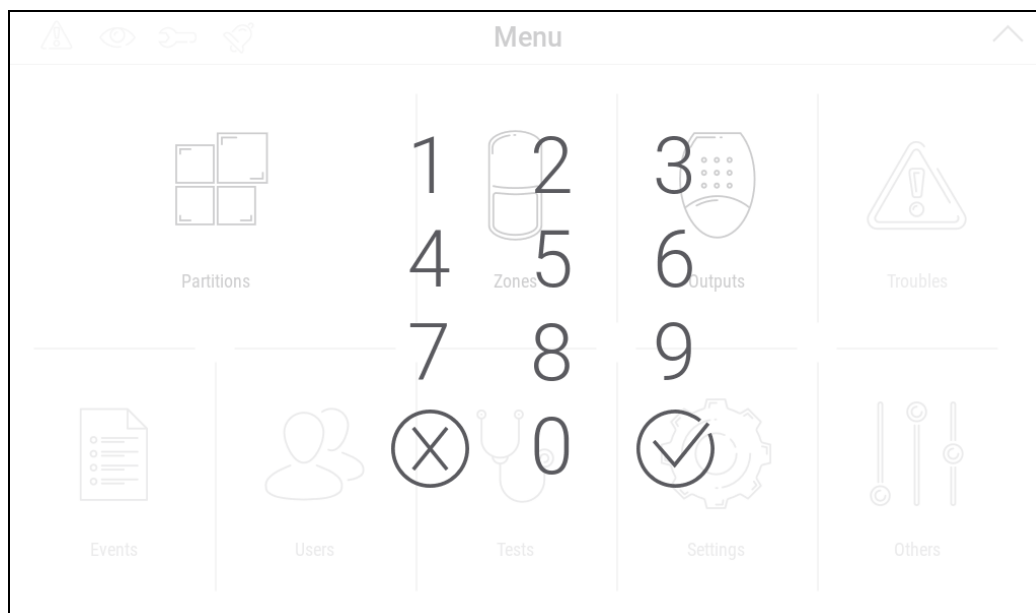 Menu
1 2 3
4 5 6
Partitions Zones Outputs Troubles
7 8 9
0
Events Users Tests Settings Others